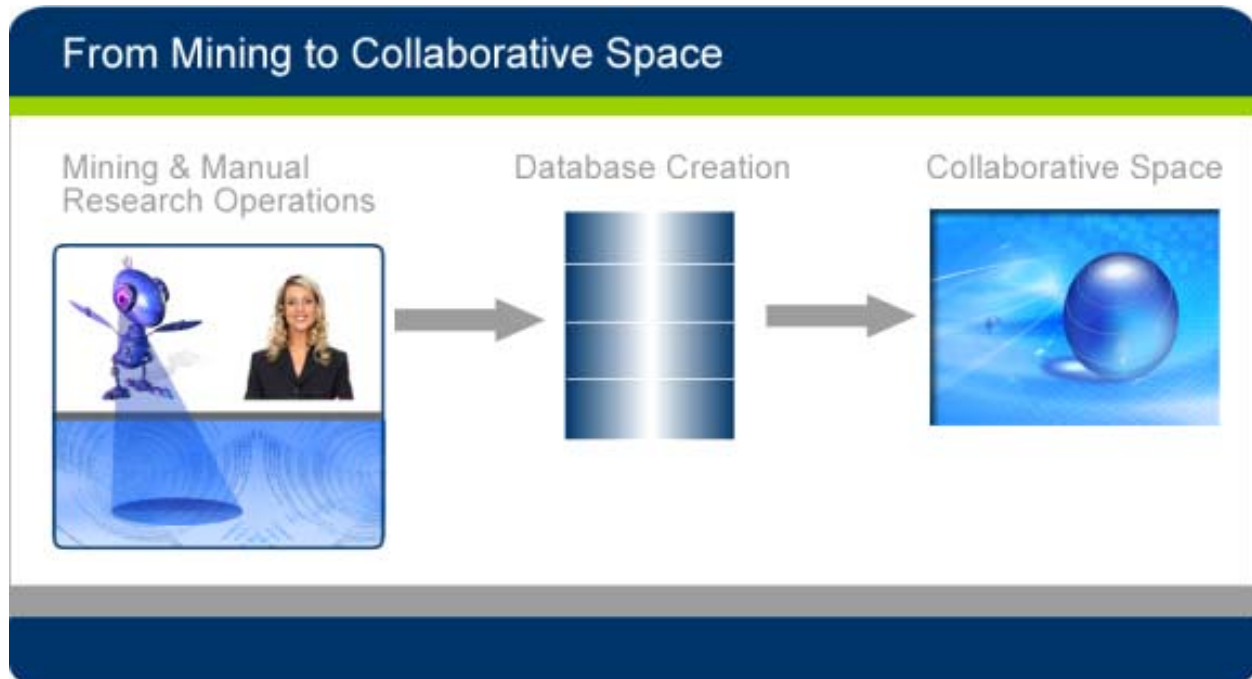 From Mining to Collaborative Space
Mining & Manual
Research Operations
Database Creation
Collaborative Space